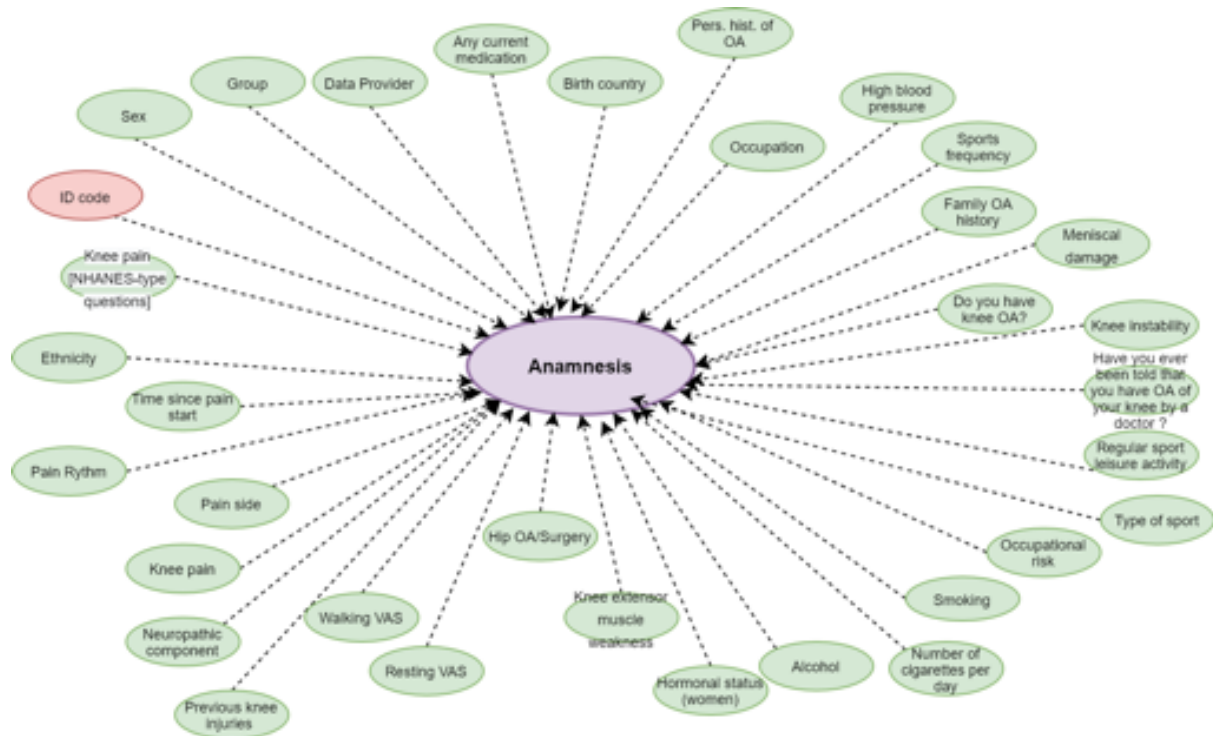 Pers. hist. of
OA
Any current
medication
Group
Data Provider
Birth country
High blood
pressure
Sex
Occupation
Sports
frequency
ID code
Family OA
history
Meniscal
damage
Knee pain
[NHANES-type
questions]
Do you have
knee OA?
Knee instability
Ethnicity
Anamnesis
Have you ever
been told that
you have OA of
your knee by a
doctor ?
Time since pain
start
Regular sport
leisure activity
Pain Rythm
Pain side
Type of sport
Hip OA/Surgery
Occupational
risk
Knee pain
Smoking
Knee extensor
muscle
weakness
Walking VAS
Neuropathic
component
Resting VAS
Alcohol
Number of
cigarettes per
day
Hormonal status
(women)
Previous knee
injuries